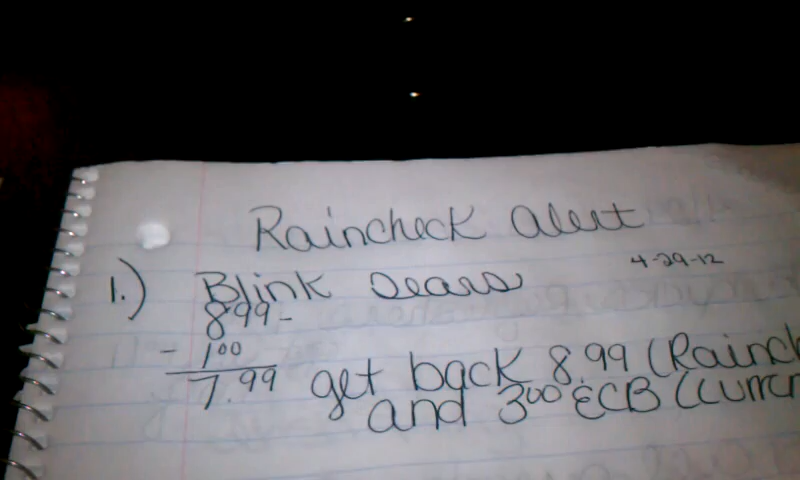 Raincheck Alert
4-29-12
1.) Blink
8.99-
- 1.00
7.99 get back 8.99 (Rainch
and 3.00 ECB (Curr